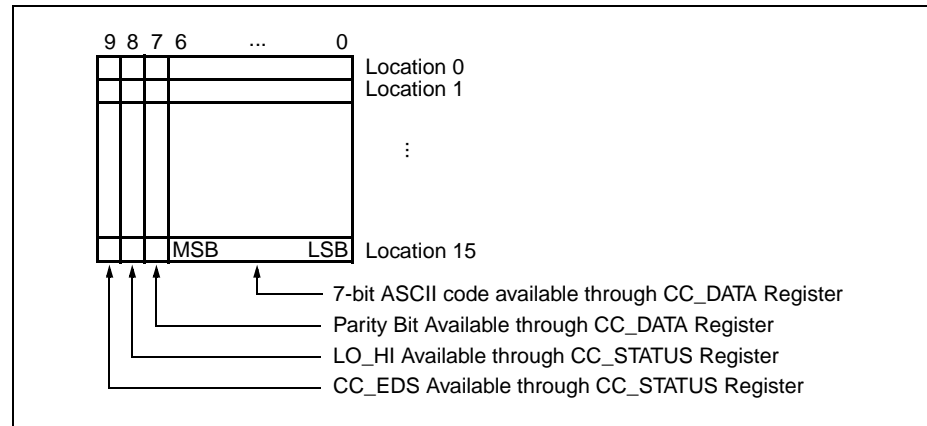 9 8 7 6 ... 0
Location 0
Location 1
⋮
MSB LSB Location 15
7-bit ASCII code available through CC_DATA Register
Parity Bit Available through CC_DATA Register
LO_HI Available through CC_STATUS Register
CC_EDS Available through CC_STATUS Register